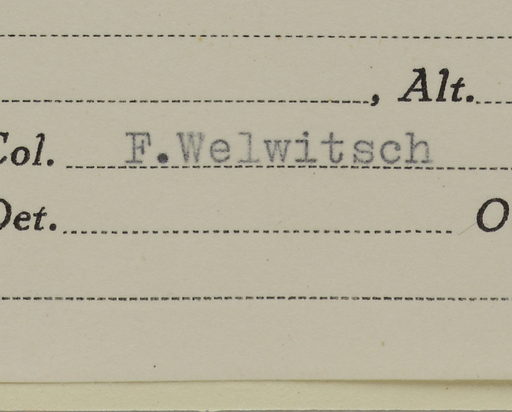 , Alt.
Col. F.Welwitsch
Det. O